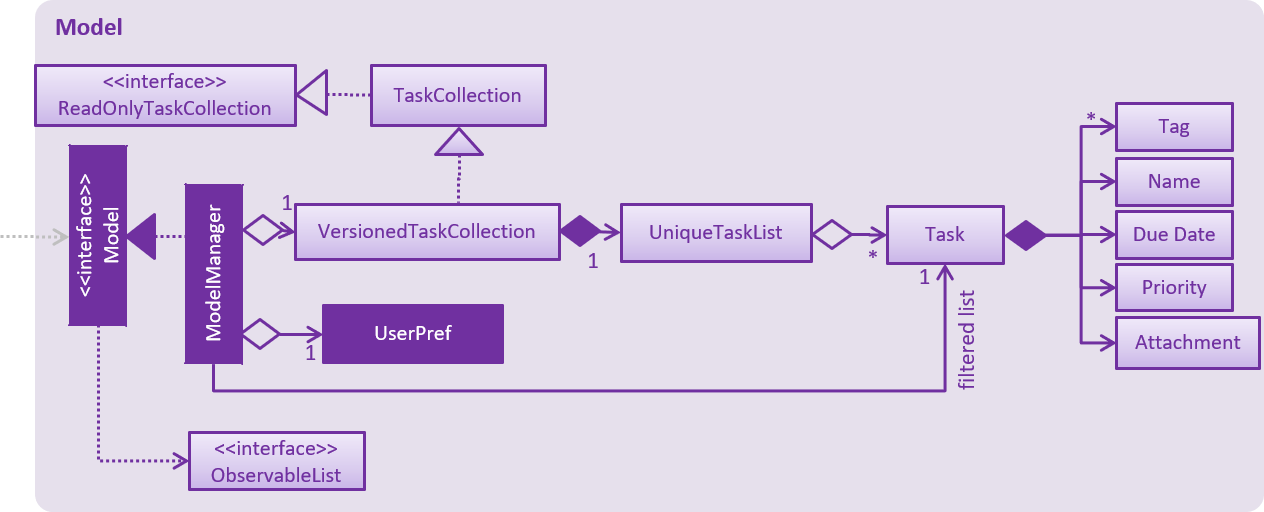 Model
<<interface>>
ReadOnlyTaskCollection
TaskCollection
<<interface>>
Model
ModelManager
1
VersionedTaskCollection
1
UniqueTaskList
*
Task
1
filtered list
*
Tag
Name
Due Date
Priority
Attachment
1
UserPref
<<interface>>
ObservableList